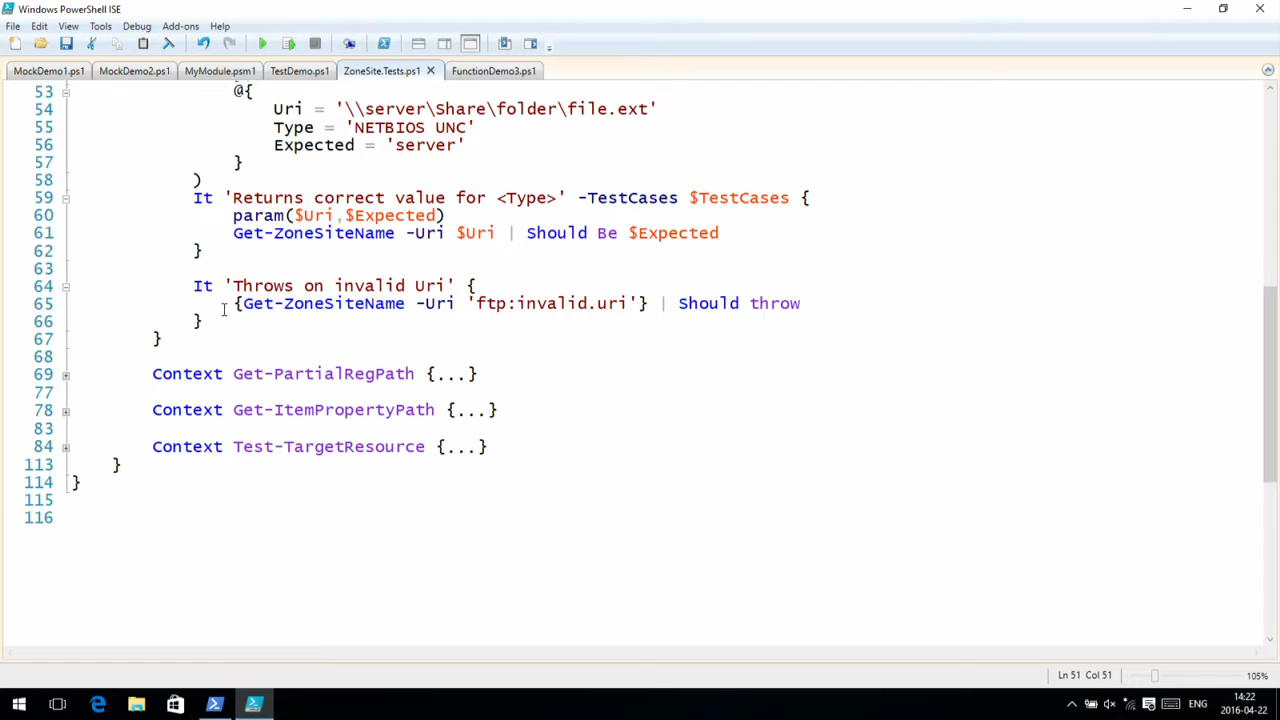 Windows PowerShell ISE
File Edit View Tools Debug Add-ons Help
MockDemo1.ps1 MockDemo2.ps1 MyModule.psm1 TestDemo.ps1 ZoneSite.Tests.ps1 FunctionDemo3.ps1
53 @{
54 Uri = '\\server\Share\folder\file.ext'
55 Type = 'NETBIOS UNC'
56 Expected = 'server'
57 }
58 )
59 It 'Returns correct value for <Type>' -TestCases $TestCases {
60 param($Uri,$Expected)
61 Get-ZoneSiteName -Uri $Uri | Should Be $Expected
62 }
63
64 It 'Throws on invalid Uri' {
65 {Get-ZoneSiteName -Uri 'ftp:invalid.uri'} | Should throw
66 }
67 }
68
69 Context Get-PartialRegPath {...}
77
78 Context Get-ItemPropertyPath {...}
83
84 Context Test-TargetResource {...}
113 }
114 }
115
116
Ln 51 Col 51 105%
ENG 14:22
2016-04-22